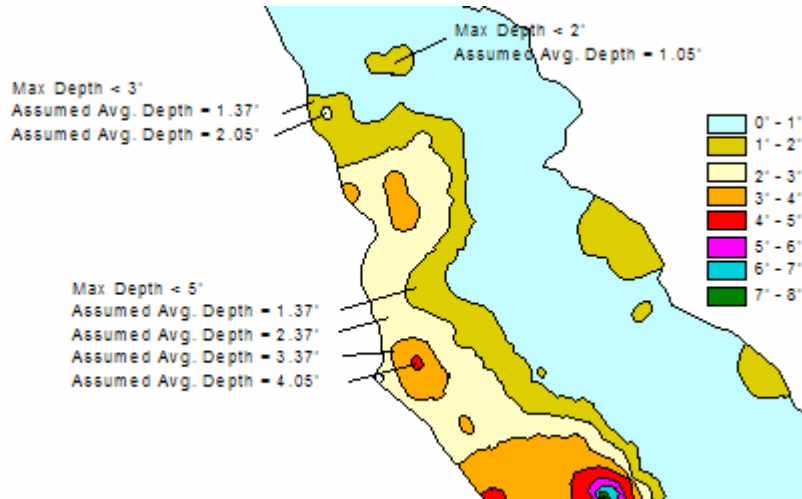 Max Depth < 2"
Assumed Avg. Depth = 1.05"
Max Depth < 3"
Assumed Avg. Depth = 1.37"
Assumed Avg. Depth = 2.05"
0" - 1"
1" - 2"
2" - 3"
3" - 4"
4" - 5"
5" - 6"
6" - 7"
7" - 8"
Max Depth < 5"
Assumed Avg. Depth = 1.37"
Assumed Avg. Depth = 2.37"
Assumed Avg. Depth = 3.37"
Assumed Avg. Depth = 4.05"